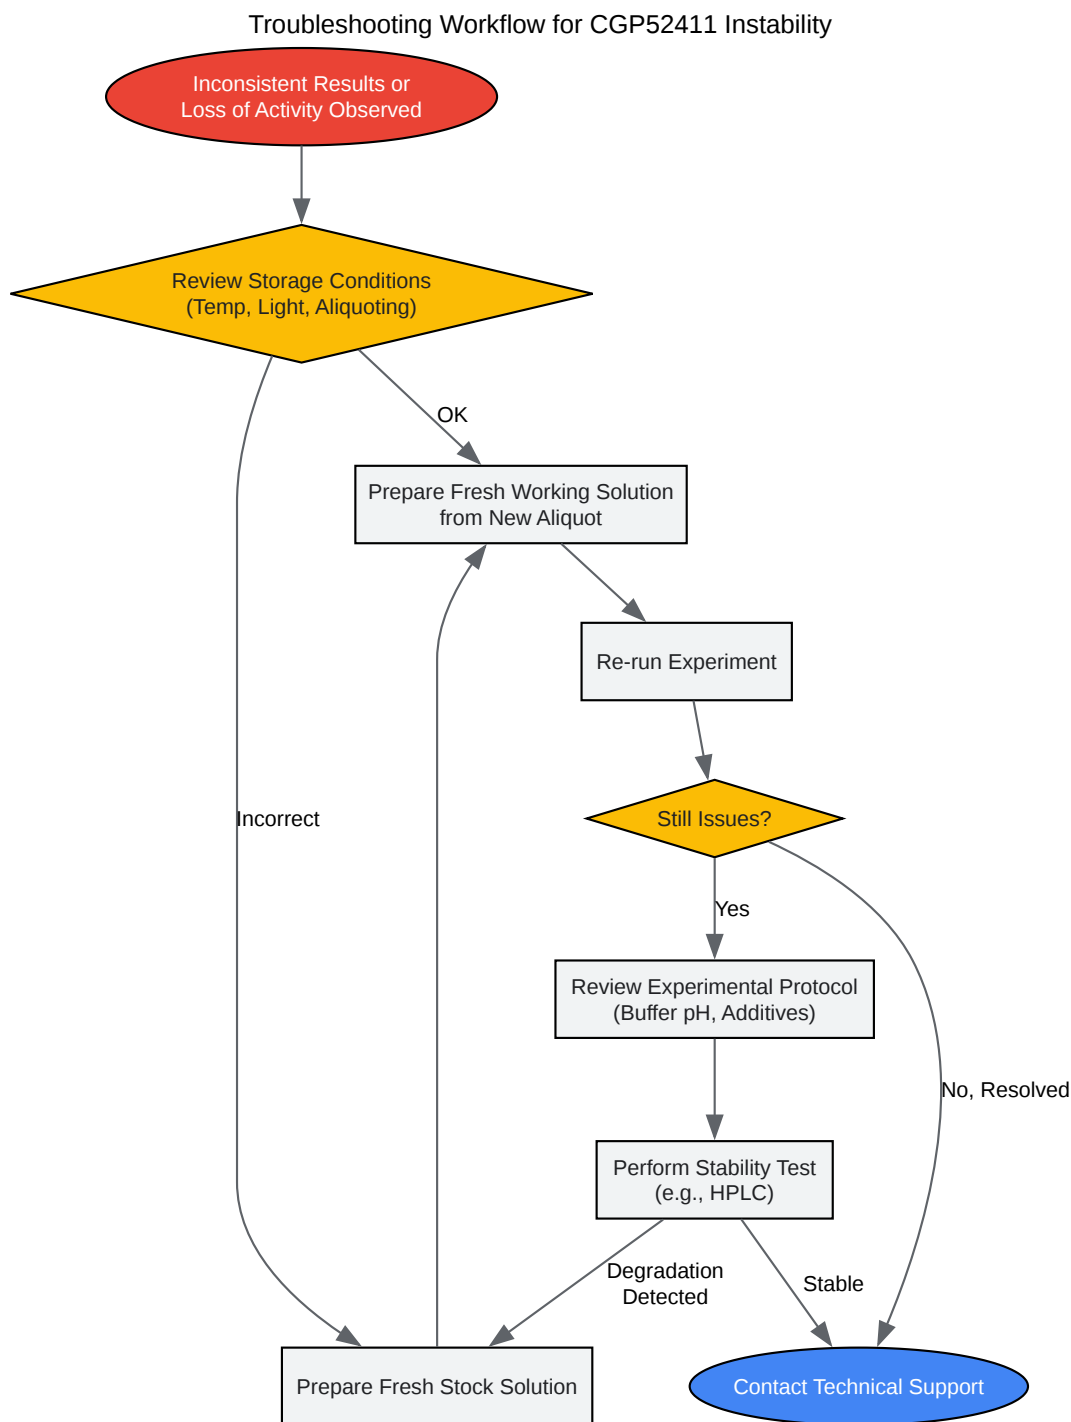 Troubleshooting Workflow for CGP52411 Instability
Inconsistent Results or
Loss of Activity Observed
Review Storage Conditions
(Temp, Light, Aliquoting)
OK
Prepare Fresh Working Solution
from New Aliquot
Re-run Experiment
Incorrect
Still Issues?
Yes
Review Experimental Protocol
(Buffer pH, Additives)
No, Resolved
Perform Stability Test
(e.g., HPLC)
Degradation
Detected
Stable
Prepare Fresh Stock Solution
Contact Technical Support